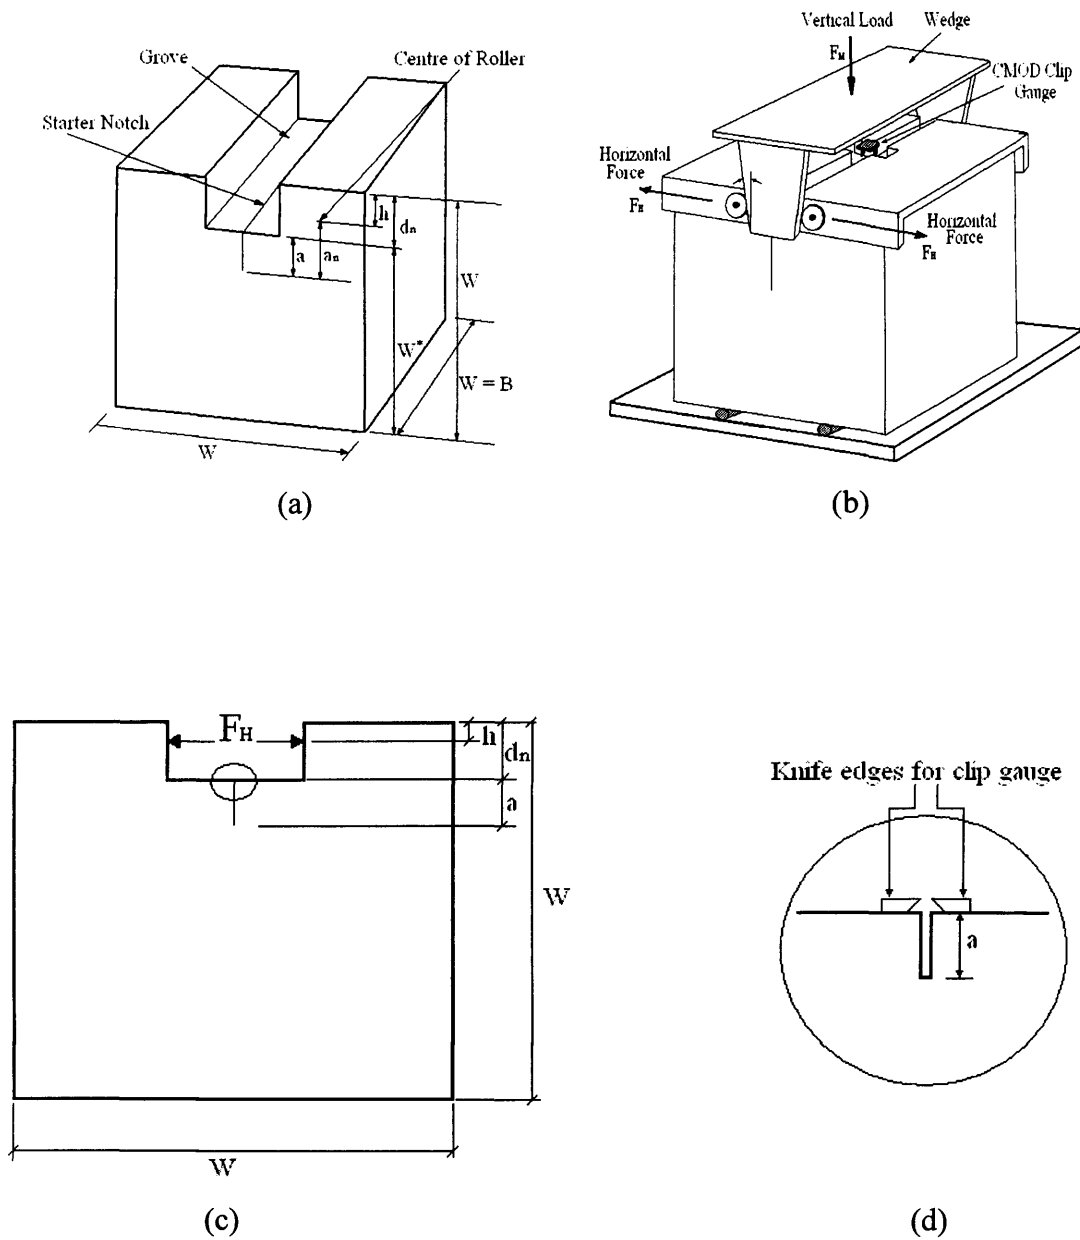 Grove
Centre of Roller
Starter Notch
h
dn
a
an
W
W*
W = B
W
(a)
Vertical Load
Wedge
FM
CMOD Clip
Gauge
Horizontal
Force
FH
Horizontal
Force
FH
(b)
FH
h
dn
a
W
W
(c)
Knife edges for clip gauge
a
(d)